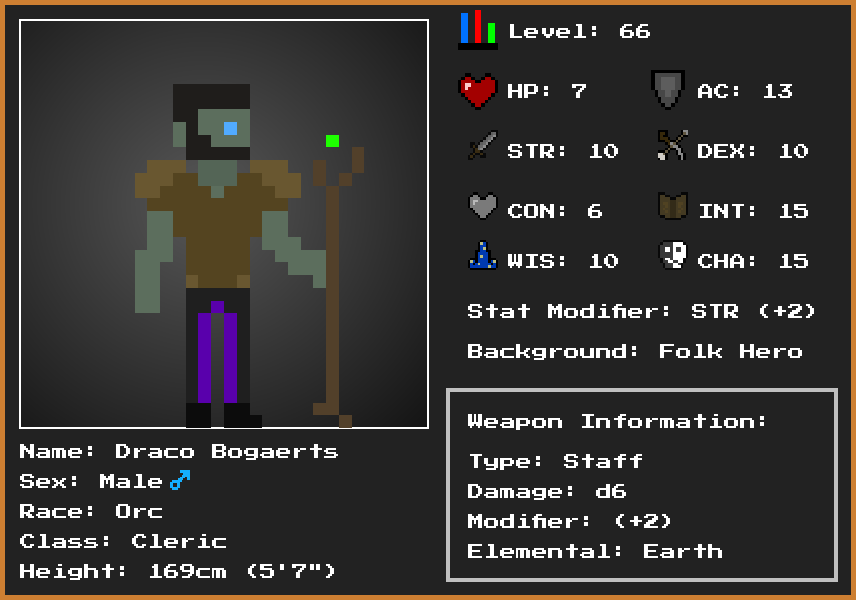 Level: 66
HP: 7 AC: 13
STR: 10 DEX: 10
CON: 6 INT: 15
WIS: 10 CHA: 15
Stat Modifier: STR (+2)
Background: Folk Hero
Weapon Information:
Type: Staff
Damage: d6
Modifier: (+2)
Elemental: Earth
Name: Draco Bogaerts
Sex: Male ♂
Race: Orc
Class: Cleric
Height: 169cm (5'7")